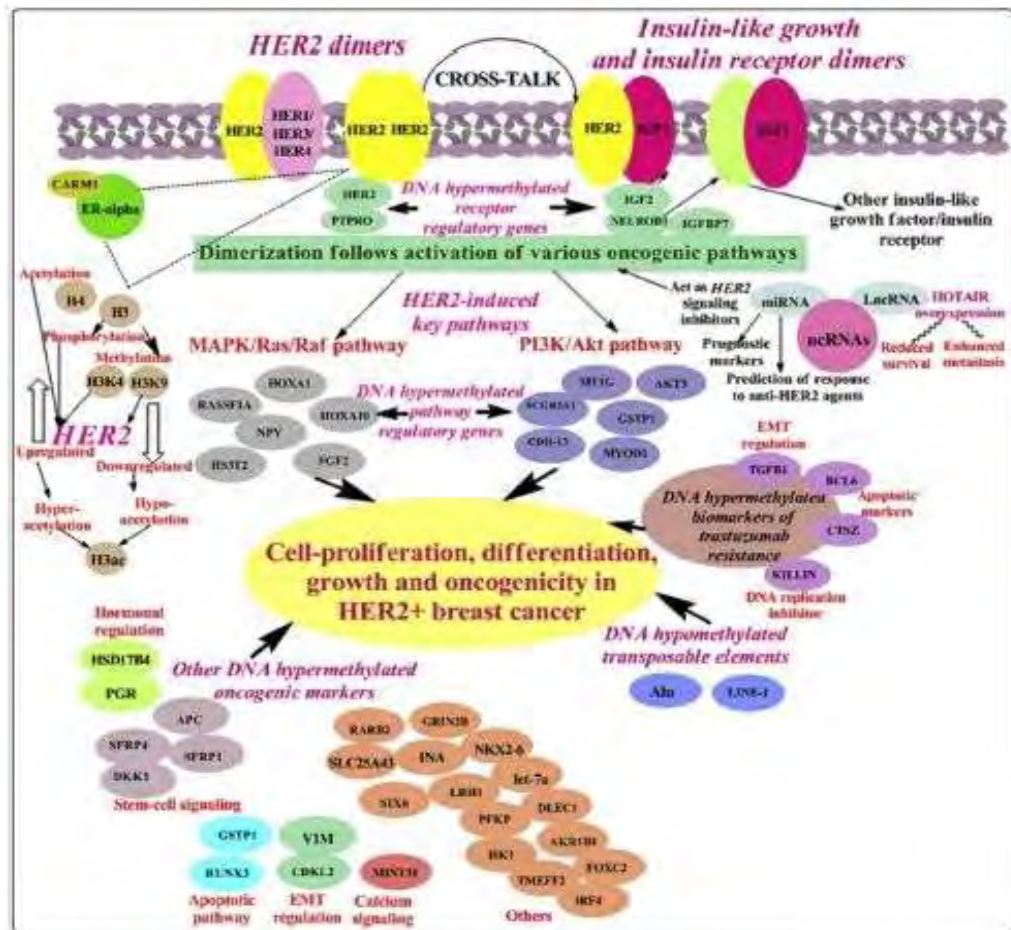 HER2 dimers
Insulin-like growth
and insulin receptor dimers
CROSS-TALK
HER2
HER1/
HER3/
HER4
HER2 HER2
HER2
CARM1
ER-alpha
HER2
PTPRO
DNA hypermethylated
receptor
regulatory genes
IGF2
NEUROD1
IGFBP7
Other insulin-like
growth factor/insulin
receptor
Dimerization follows activation of various oncogenic pathways
Acetylation
H4
H3
Phosphorylation
Methylation
H3K4
H3K9
HER2
Upregulated
Downregulated
Hyper-
acetylation
Hypo-
acetylation
H3ac
HER2-induced
key pathways
MAPK/Ras/Raf pathway
PI3K/Akt pathway
Act as HER2
signaling
inhibitors
miRNA
LncRNA
ncRNAs
HOTAIR
overexpression
Reduced
survival
Enhanced
metastasis
Prognostic
markers
Prediction of response
to anti-HER2 agents
HOXA1
RASSF1A
HOXA10
NPY
HS3T2
FGF2
DNA hypermethylated
pathway
regulatory genes
AKT3
GSTP1
CDH-13
MYOD1
EMT
regulation
TGFB1
BCL6
Apoptotic
markers
CTSZ
DNA hypermethylated
biomarkers of
trastuzumab
resistance
KILLIN
DNA replication
inhibitor
Cell-proliferation, differentiation,
growth and oncogenicity in
HER2+ breast cancer
Hormonal
regulation
HSD17B4
PGR
Other DNA hypermethylated
oncogenic markers
DNA hypomethylated
transposable elements
Alu
LINE-1
APC
SFRP4
SFRP1
DKK3
Stem-cell signaling
RARB2
GRIN2B
SLC25A43
INA
NKX2-6
let-7a
SIX6
LRH1
DLEC1
PFKP
AKR1B1
HK1
FOXC2
TMEFF2
IRF4
Others
GSTP1
RUNX3
Apoptotic
pathway
VIM
CDKL2
EMT
regulation
MINT31
Calcium
signaling